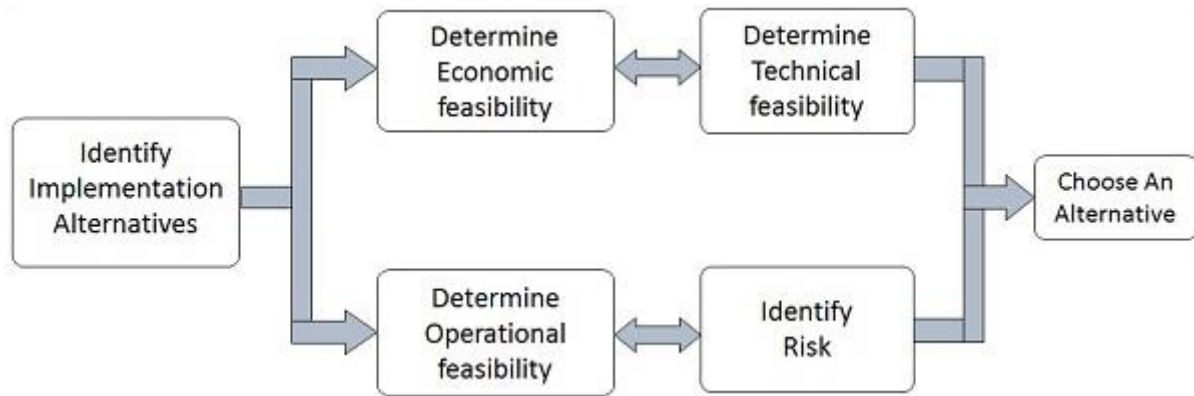 Identify
Implementation
Alternatives
Determine
Economic
feasibility
Determine
Technical
feasibility
Determine
Operational
feasibility
Identify
Risk
Choose An
Alternative